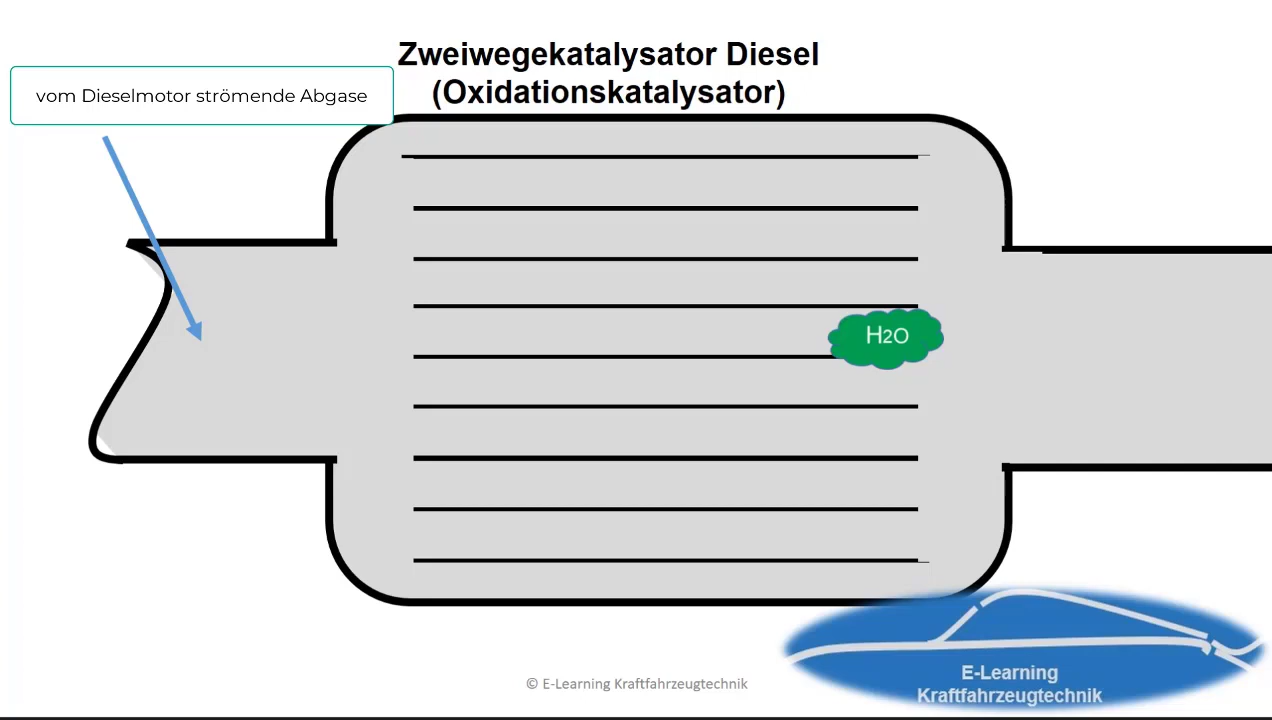 Zweiwegekatalysator Diesel
(Oxidationskatalysator)
vom Dieselmotor strömende Abgase
H2O
© E-Learning Kraftfahrzeugtechnik
E-Learning
Kraftfahrzeugtechnik